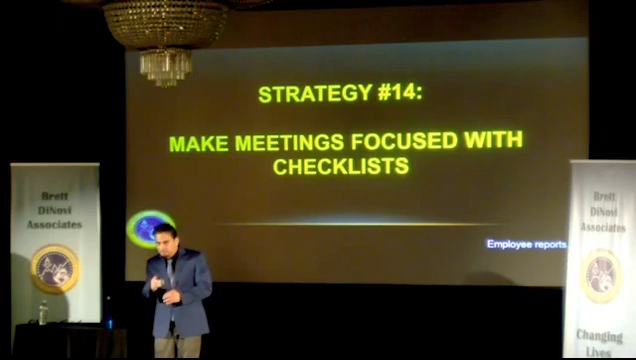 STRATEGY #14:
MAKE MEETINGS FOCUSED WITH
CHECKLISTS
Employee reports.
Brett
DiNovi
Associates
Brett
DiNovi
Associates
Changing
Lives